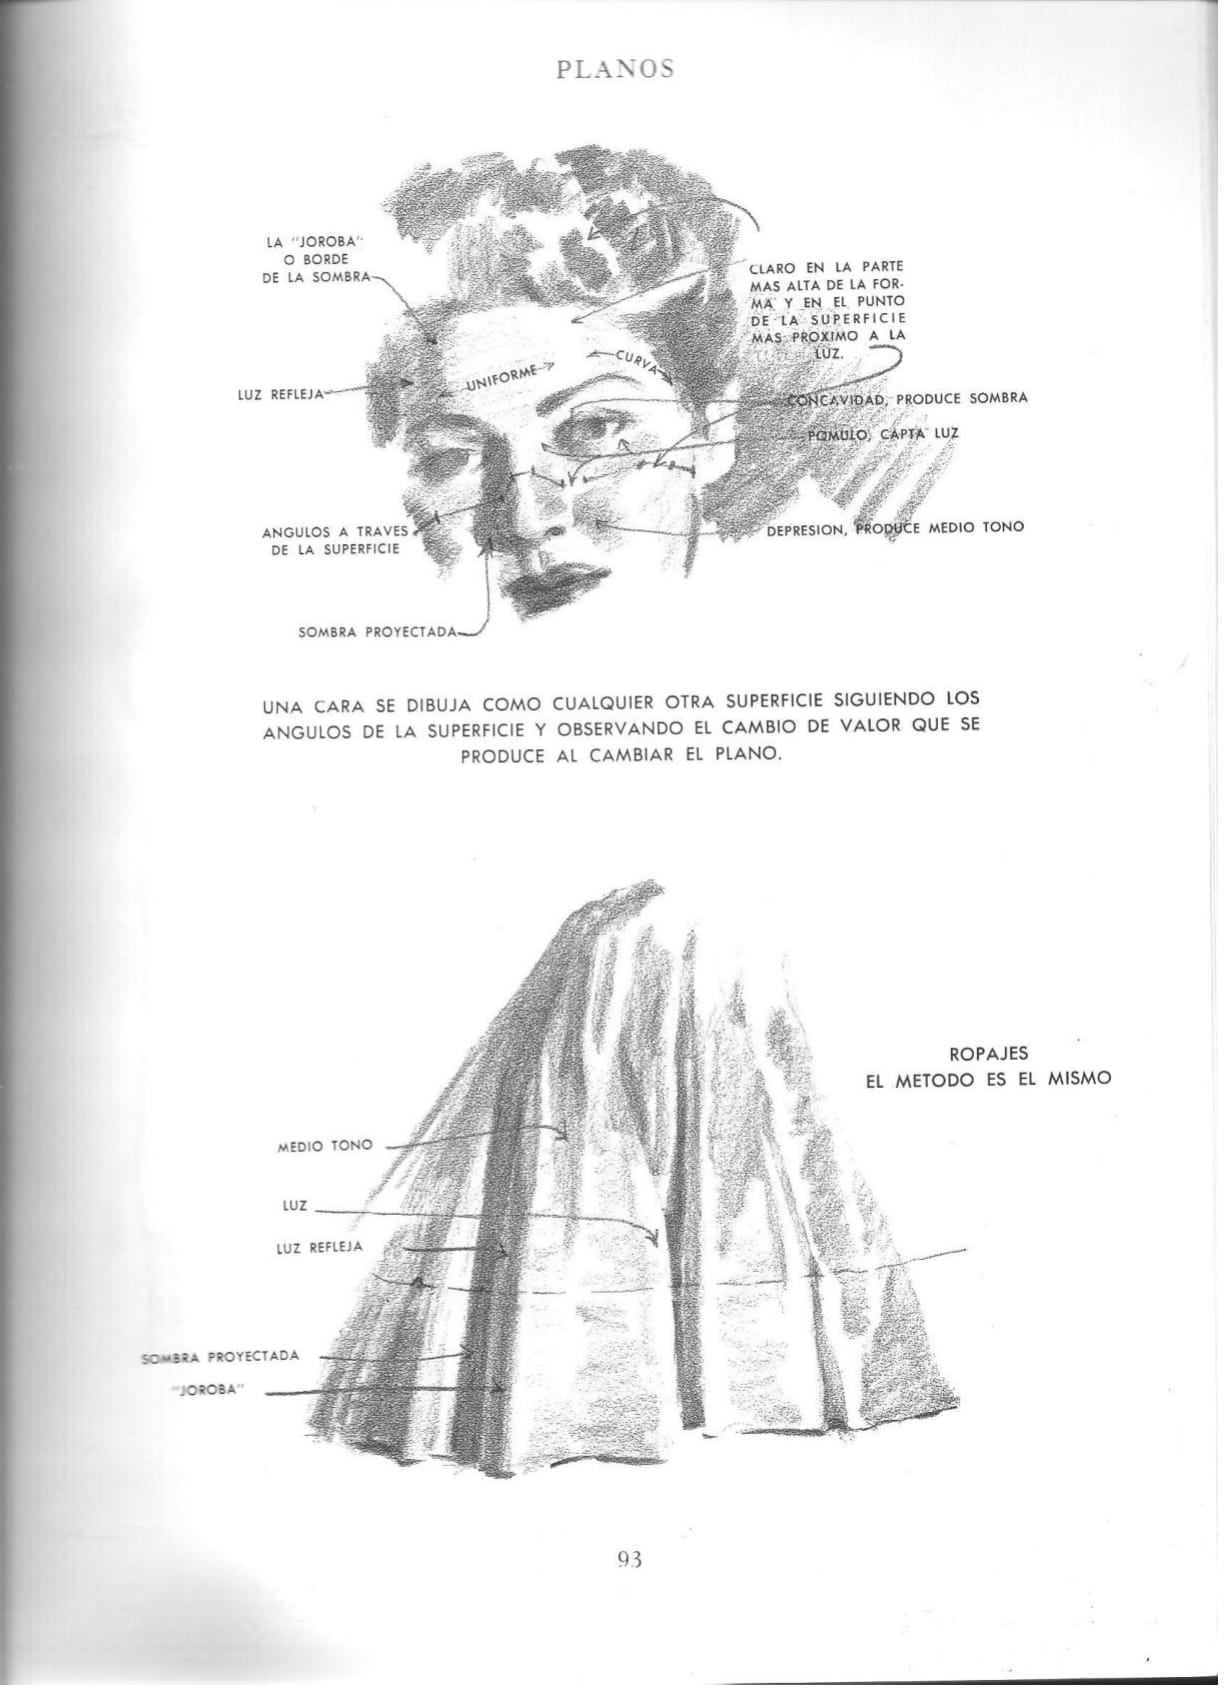 PLANOS
LA "JOROBA"
O BORDE
DE LA SOMBRA
CLARO EN LA PARTE
MAS ALTA DE LA FOR-
MA Y EN EL PUNTO
DE LA SUPERFICIE
MAS PROXIMO A LA
LUZ.
UNIFORME
CURVA
LUZ REFLEJA
CONCAVIDAD, PRODUCE SOMBRA
POMULO, CAPTA LUZ
ANGULOS A TRAVES
DE LA SUPERFICIE
DEPRESION, PRODUCE MEDIO TONO
SOMBRA PROYECTADA
UNA CARA SE DIBUJA COMO CUALQUIER OTRA SUPERFICIE SIGUIENDO LOS
ANGULOS DE LA SUPERFICIE Y OBSERVANDO EL CAMBIO DE VALOR QUE SE
PRODUCE AL CAMBIAR EL PLANO.
ROPAJES
EL METODO ES EL MISMO
MEDIO TONO
LUZ
LUZ REFLEJA
SOMBRA PROYECTADA
"JOROBA"
93